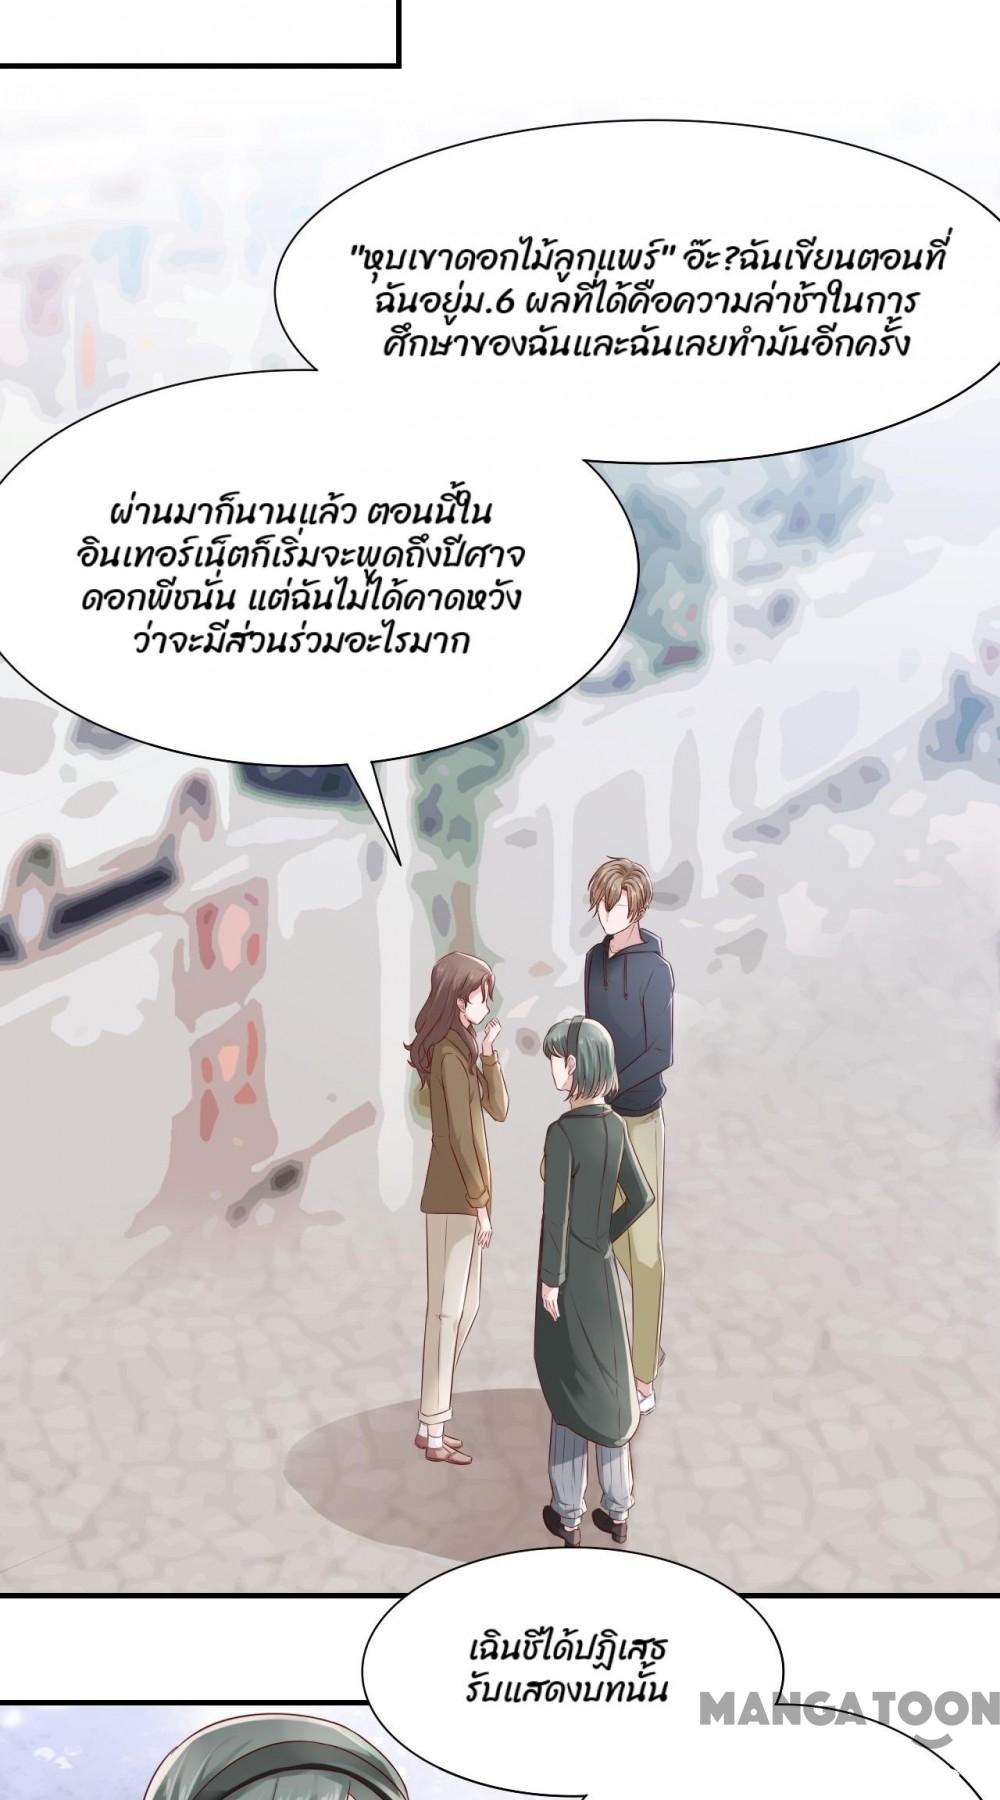 "หุบเขาดอกไม้ลูกแพร์" อ๊ะ?ฉันเขียนตอนที่
ฉันอยู่ม.6 ผลที่ได้คือความล่าช้าในการ
ศึกษาของฉันและฉันเลยทำมันอีกครั้ง
ผ่านมาก็นานแล้ว ตอนนี้ใน
อินเทอร์เน็ตก็เริ่มจะพูดถึงปีศาจ
ดอกพีชนั่น แต่ฉันไม่ได้คาดหวัง
ว่าจะมีส่วนร่วมอะไรมาก
เฉินซีได้ปฏิเสธ
รับแสดงบทนั้น
MANGATOON